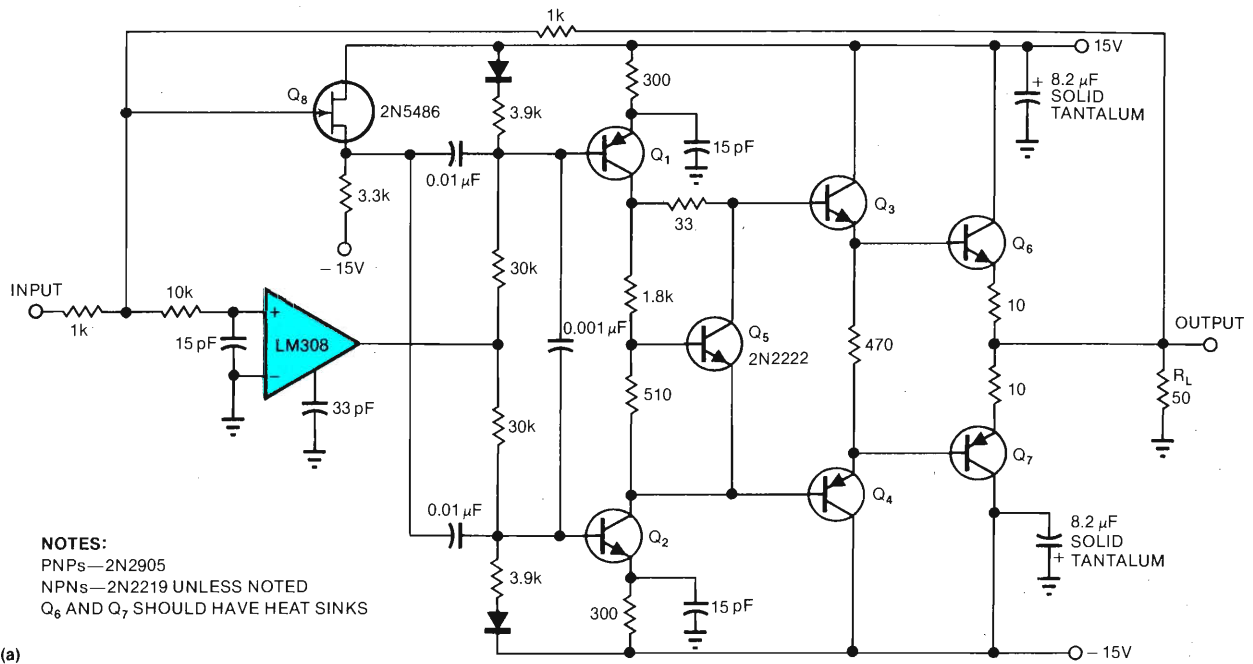 1k
15V
Q8
2N5486
3.9k
300
+ 8.2 µF
SOLID
TANTALUM
Q1
15 pF
0.01 µF
3.3k
33
Q3
Q6
−15V
30k
10
INPUT
10k
1.8k
OUTPUT
1k
+
15 pF
LM308
−
0.001 µF
Q5
2N2222
470
RL
50
33 pF
510
10
30k
Q7
0.01 µF
Q4
Q2
8.2 µF
SOLID
+ TANTALUM
NOTES:
PNPs—2N2905
NPNs—2N2219 UNLESS NOTED
Q6 AND Q7 SHOULD HAVE HEAT SINKS
3.9k
300
15 pF
(a)
−15V